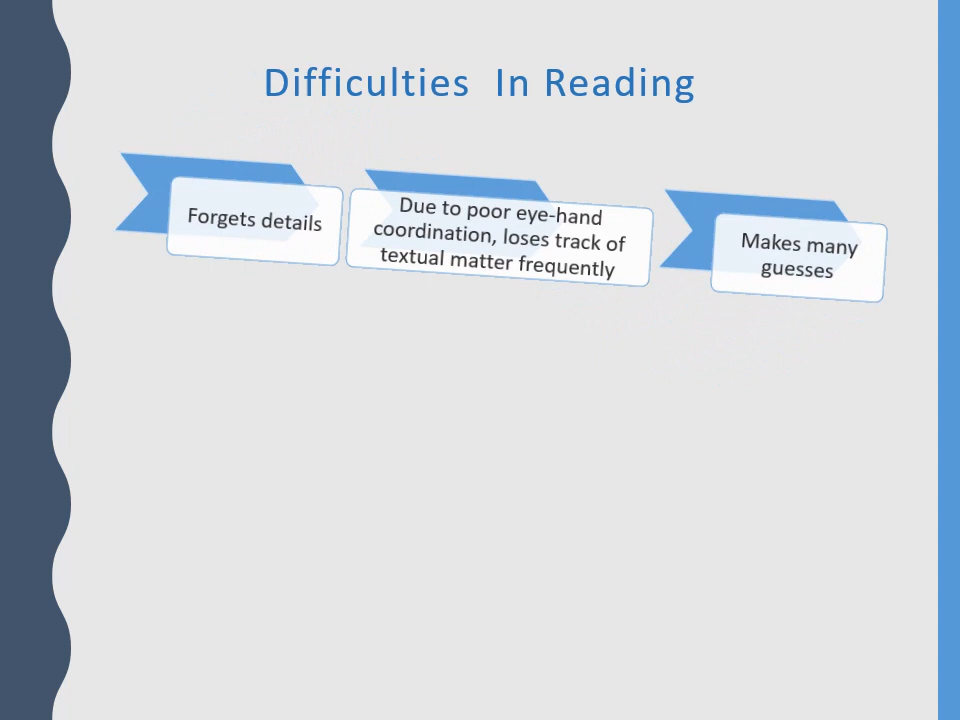 Difficulties In Reading
Forgets details
Due to poor eye-hand
coordination, loses track of
textual matter frequently
Makes many
guesses